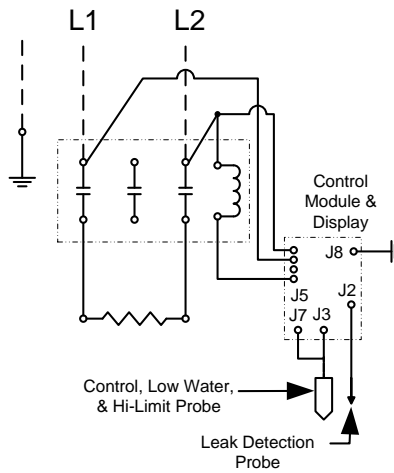 L1
L2
Control
Module &
Display
J8
J5
J2
J7
J3
Control, Low Water,
& Hi-Limit Probe
Leak Detection
Probe